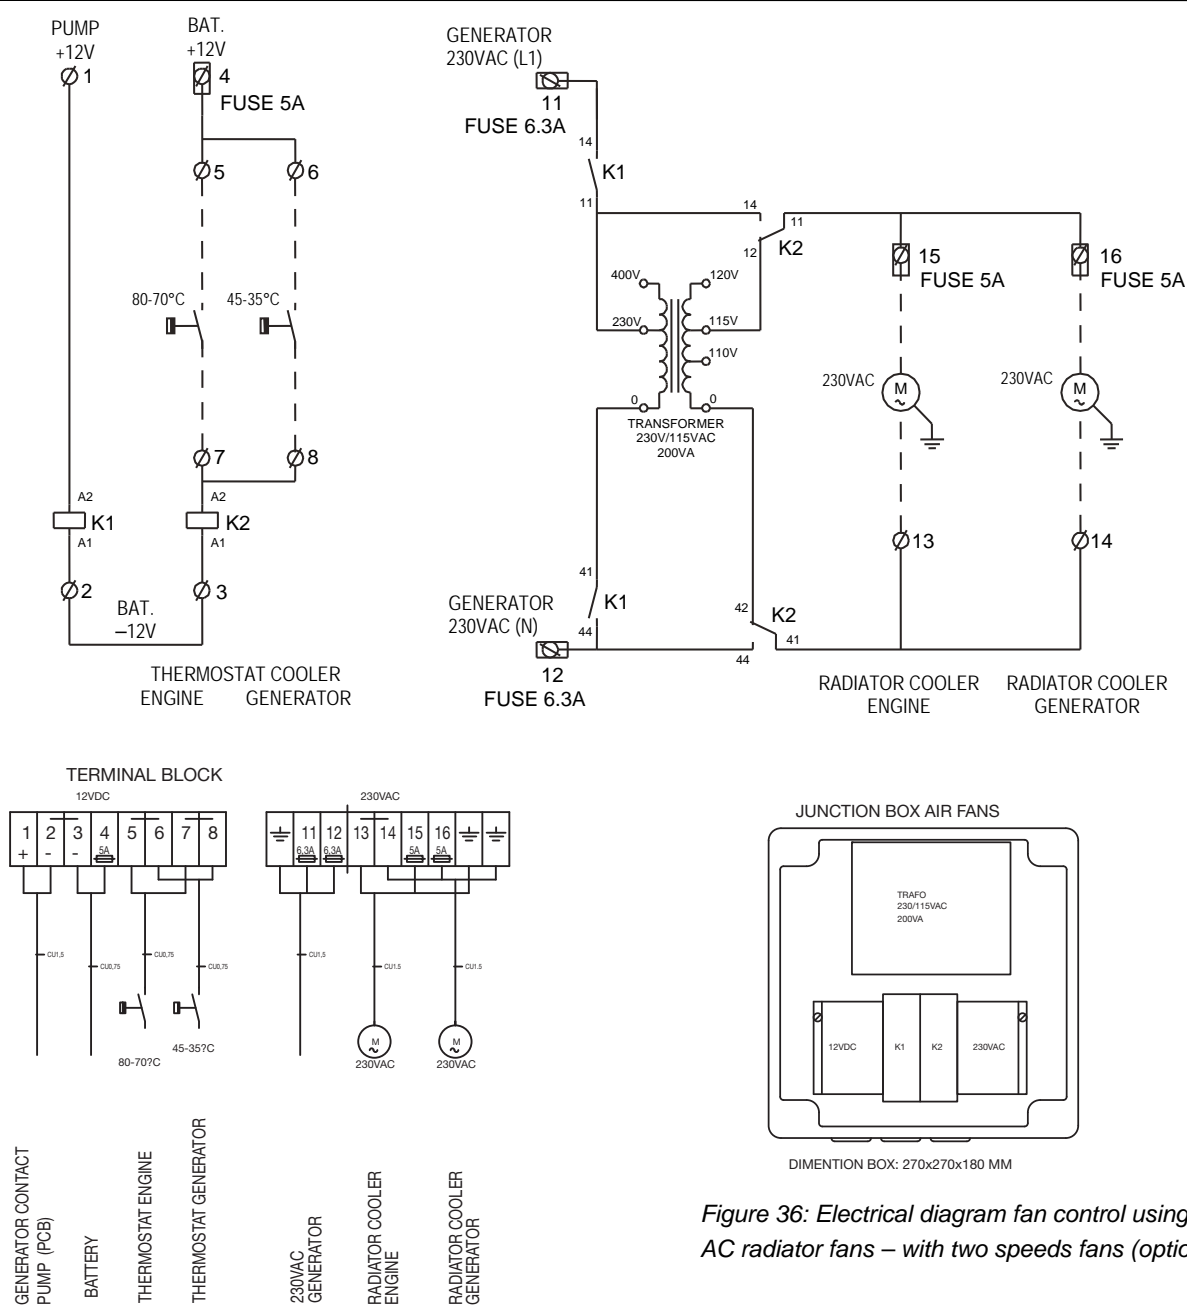 PUMP
+12V
1
BAT.
+12V
4
FUSE 5A
5
6
80-70°C
45-35°C
7
8
A2
K1
A1
A2
K2
A1
2
3
BAT.
–12V
THERMOSTAT COOLER
ENGINE GENERATOR
GENERATOR
230VAC (L1)
11
FUSE 6.3A
14
K1
11
14
11
12
K2
400V
120V
230V
115V
110V
0
0
TRANSFORMER
230V/115VAC
200VA
15
FUSE 5A
16
FUSE 5A
230VAC
M
~
230VAC
M
~
13
14
41
K1
44
GENERATOR
230VAC (N)
12
FUSE 6.3A
42
K2
41
44
RADIATOR COOLER
ENGINE
RADIATOR COOLER
GENERATOR
TERMINAL BLOCK
12VDC
1 2 3 4 5 6 7 8
+ - - 5A
CU1,5
CU0,75
CU0,75
CU0,75
80-70?C
45-35?C
230VAC
11 12 13 14 15 16
6,3A 6,3A 5A 5A
CU1,5
CU1.5
CU1.5
M
~
230VAC
M
~
230VAC
GENERATOR CONTACT
PUMP (PCB)
BATTERY
THERMOSTAT ENGINE
THERMOSTAT GENERATOR
230VAC
GENERATOR
RADIATOR COOLER
ENGINE
RADIATOR COOLER
GENERATOR
JUNCTION BOX AIR FANS
TRAFO
230/115VAC
200VA
12VDC
K1
K2
230VAC
DIMENTION BOX: 270x270x180 MM
Figure 36: Electrical diagram fan control using
AC radiator fans – with two speeds fans (optio